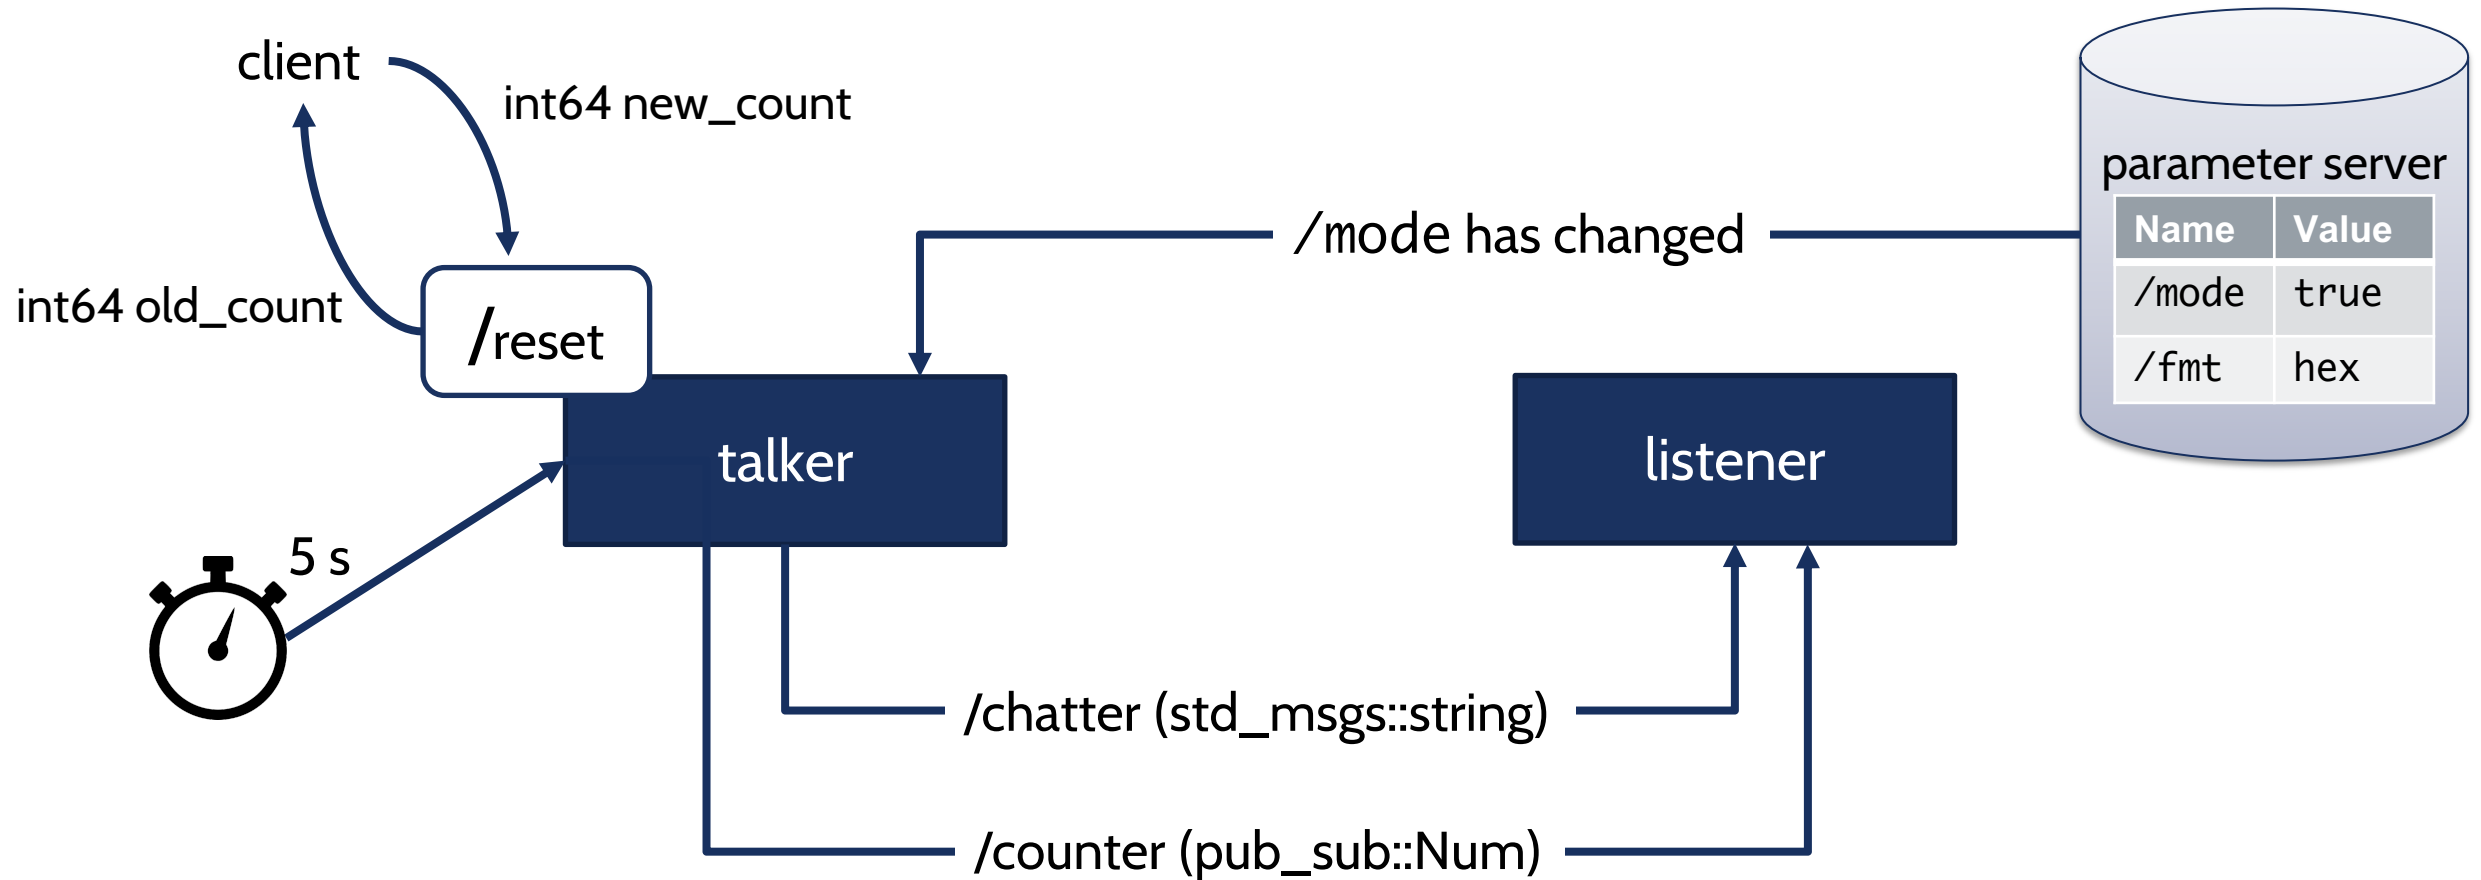 client
int64 new_count
int64 old_count
/reset
/mode has changed
parameter server
Name Value
/mode true
/fmt hex
talker
listener
5 s
/chatter (std_msgs::string)
/counter (pub_sub::Num)